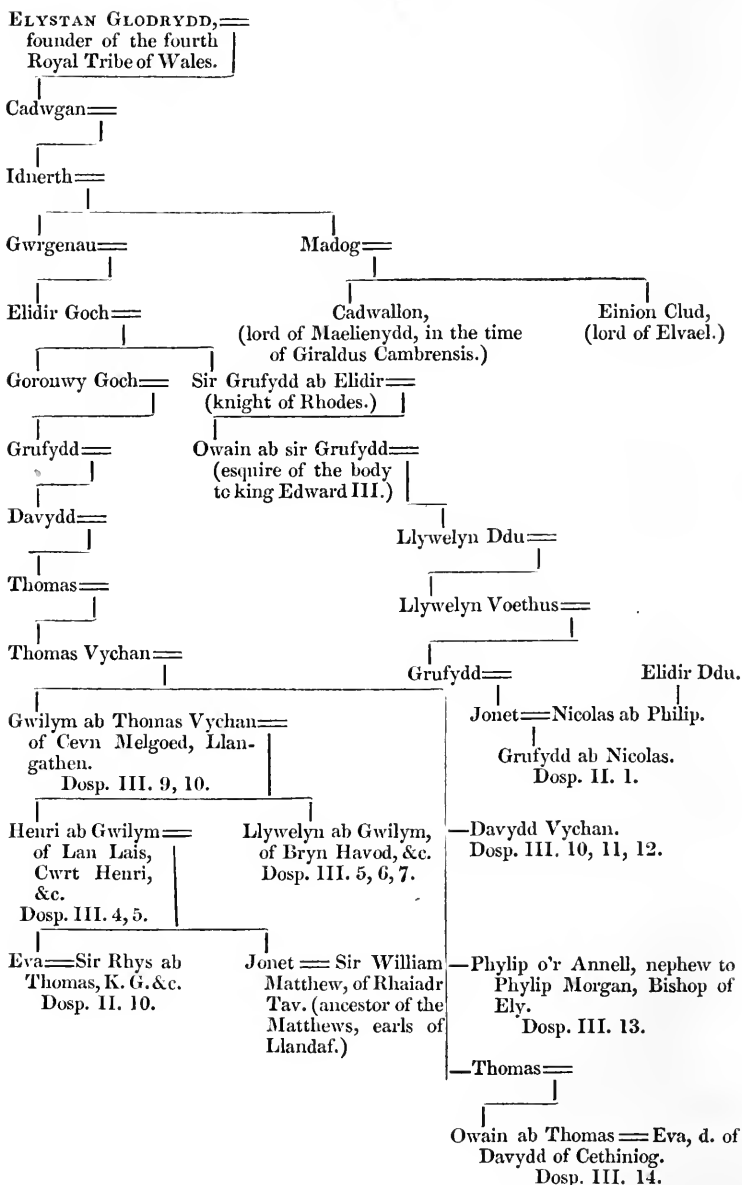 ELYSTAN GLODRYDD,
founder of the fourth
Royal Tribe of Wales.
Cadwgan
Idnerth
Gwrgenau
Madog
Elidir Goch
Cadwallon,
(lord of Maelienydd, in the time
of Giraldus Cambrensis.)
Einion Clud,
(lord of Elvael.)
Goronwy Goch
Sir Grufydd ab Elidir
(knight of Rhodes.)
Grufydd
Owain ab sir Grufydd
(esquire of the body
to king Edward III.)
Davydd
Llywelyn Ddu
Thomas
Llywelyn Voethus
Thomas Vychan
Grufydd
Elidir Ddu.
Jonet
Nicolas ab Philip.
Grufydd ab Nicolas.
Dosp. II. 1.
Gwilym ab Thomas Vychan
of Cevn Melgoed, Llan-
gathen.
Dosp. III. 9, 10.
Henri ab Gwilym
of Lan Lais,
Cwrt Henri,
&c.
Dosp. III. 4, 5.
Llywelyn ab Gwilym,
of Bryn Havod, &c.
Dosp. III. 5, 6, 7.
Davydd Vychan.
Dosp. III. 10, 11, 12.
Eva
Sir Rhys ab
Thomas, K. G. &c.
Dosp. II. 10.
Jonet
Sir William
Matthew, of Rhaiadr
Tav. (ancestor of the
Matthews, earls of
Llandaf.)
Phylip o'r Annell, nephew to
Phylip Morgan, Bishop of
Ely.
Dosp. III. 13.
Thomas
Owain ab Thomas
Eva, d. of
Davydd of Cethiniog.
Dosp. III. 14.